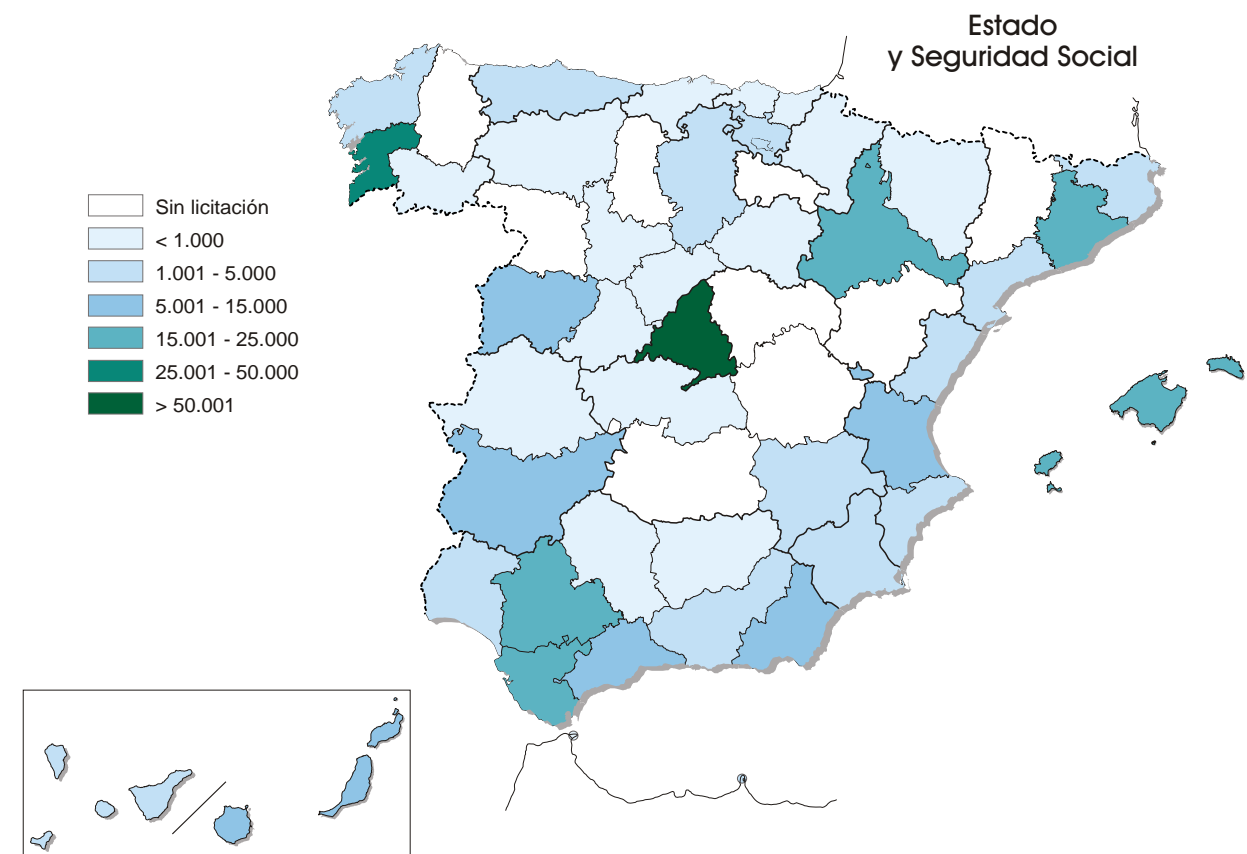 Estado
y Seguridad Social
Sin licitación
< 1.000
1.001 - 5.000
5.001 - 15.000
15.001 - 25.000
25.001 - 50.000
> 50.001